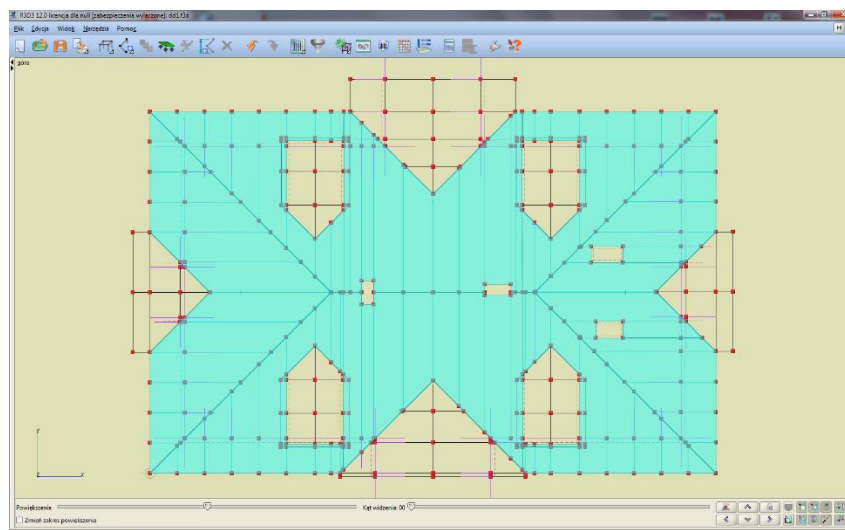 R3D3 12.0 licencja dla null [zabezpieczenia wyłaczone]: dd1.r3d
Plik Edycja Widok Narzędzie Pomoc
góra
y
z x
Powiększenie Kąt widzenia: 00
Zmień zakres powiększenia